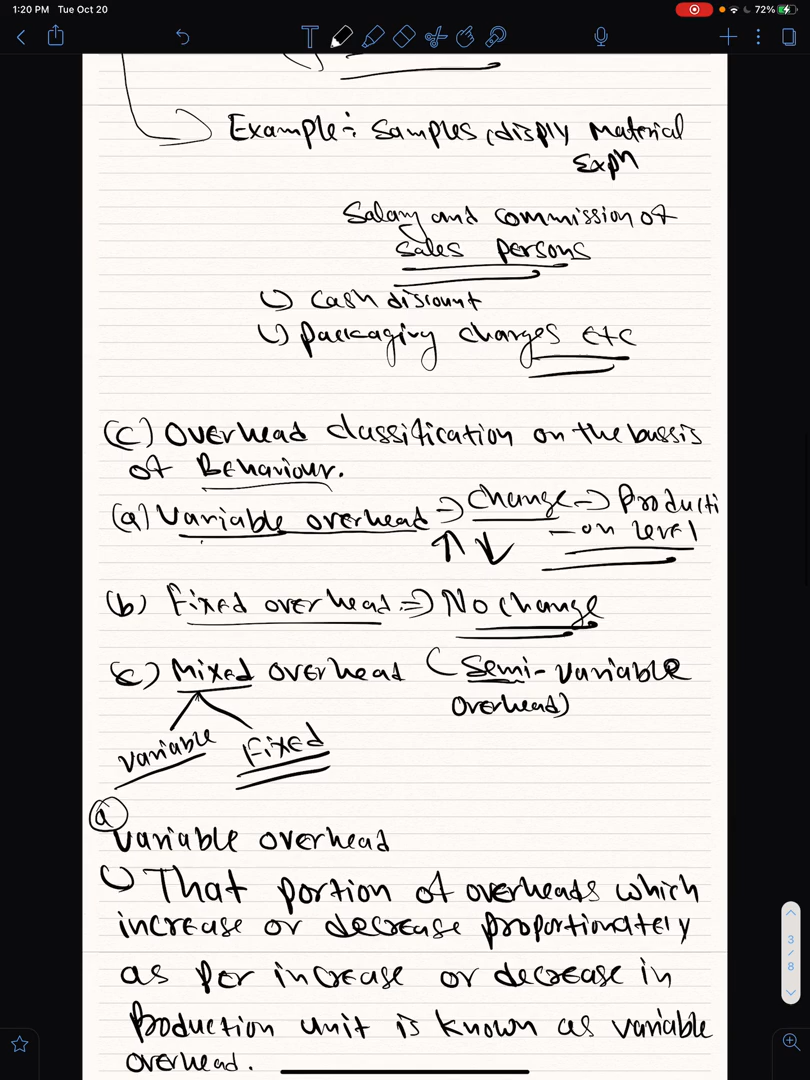 1:20 PM Tue Oct 20
72%
Example :- Samples, disply Material
Expn
Salary and commission of
sales persons
cash discount
packaging charges etc
(C) Overhead classification on the bassis
of Behaviour.
(a) Variable overhead => change -> Producti
-on level
(b) Fixed overhead => No change
(c) Mixed overhead (Semi-variable
overhead)
variable Fixed
a
Variable overhead
That portion of overheads which
increase or decrease proportionately
as per increase or decrease in
Production unit is known as variable
overhead.
3
/
8